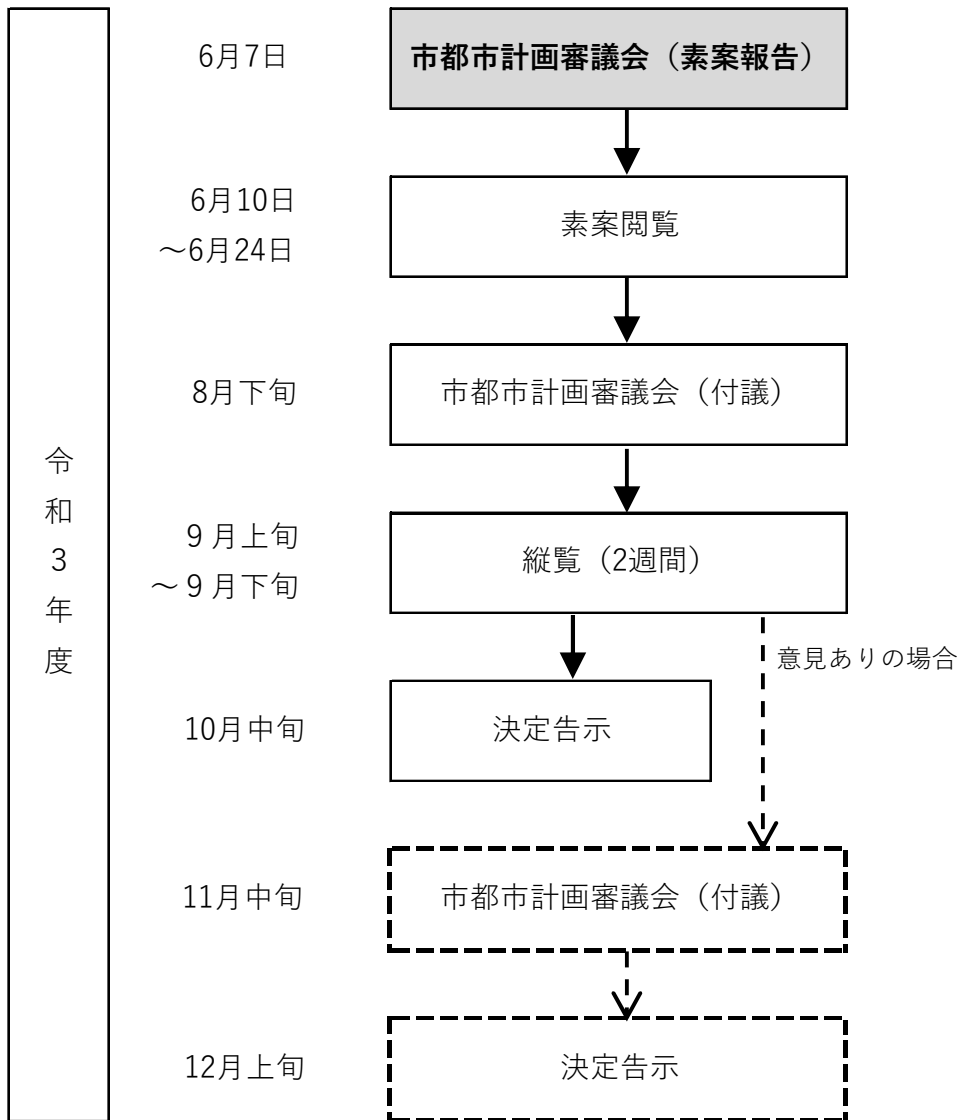 令和3年度
6月7日
市都市計画審議会（素案報告）
6月10日
～6月24日
素案閲覧
8月下旬
市都市計画審議会（付議）
9月上旬
～9月下旬
縦覧（2週間）
意見ありの場合
10月中旬
決定告示
11月中旬
市都市計画審議会（付議）
12月上旬
決定告示